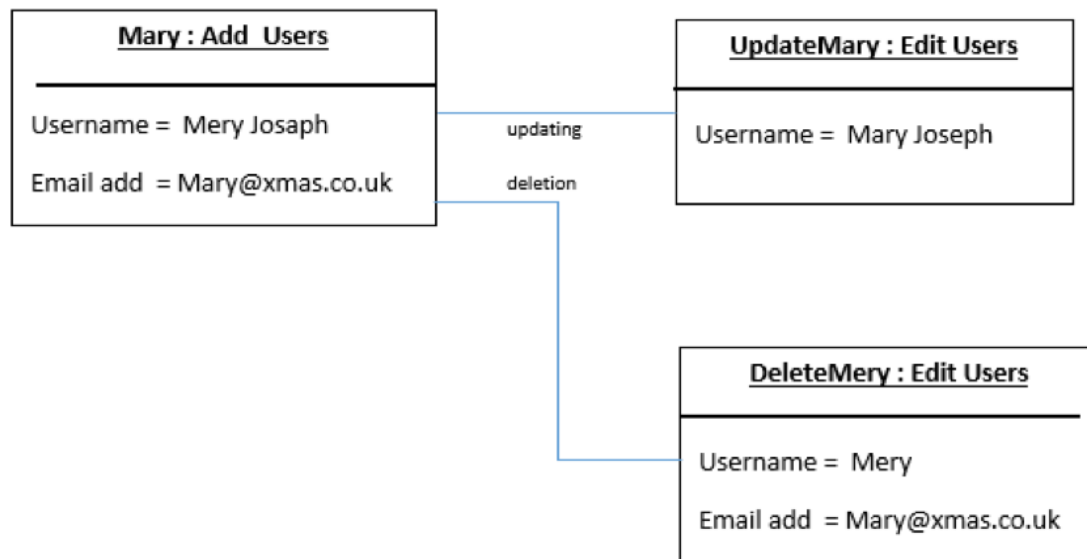 Mary : Add Users
Username = Mery Josaph
Email add = Mary@xmas.co.uk
updating
deletion
UpdateMary : Edit Users
Username = Mary Joseph
DeleteMery : Edit Users
Username = Mery
Email add = Mary@xmas.co.uk